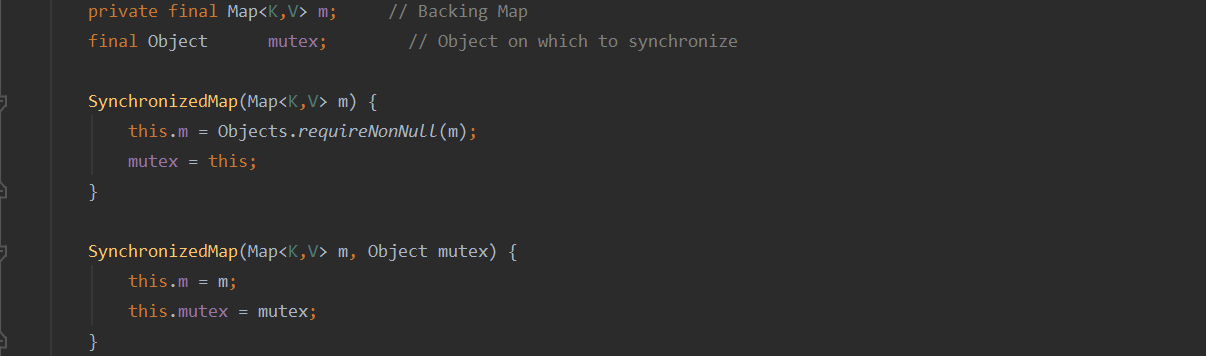 private final Map<K,V> m;     // Backing Map
final Object      mutex;        // Object on which to synchronize
SynchronizedMap(Map<K,V> m) {
    this.m = Objects.requireNonNull(m);
    mutex = this;
}
SynchronizedMap(Map<K,V> m, Object mutex) {
    this.m = m;
    this.mutex = mutex;
}